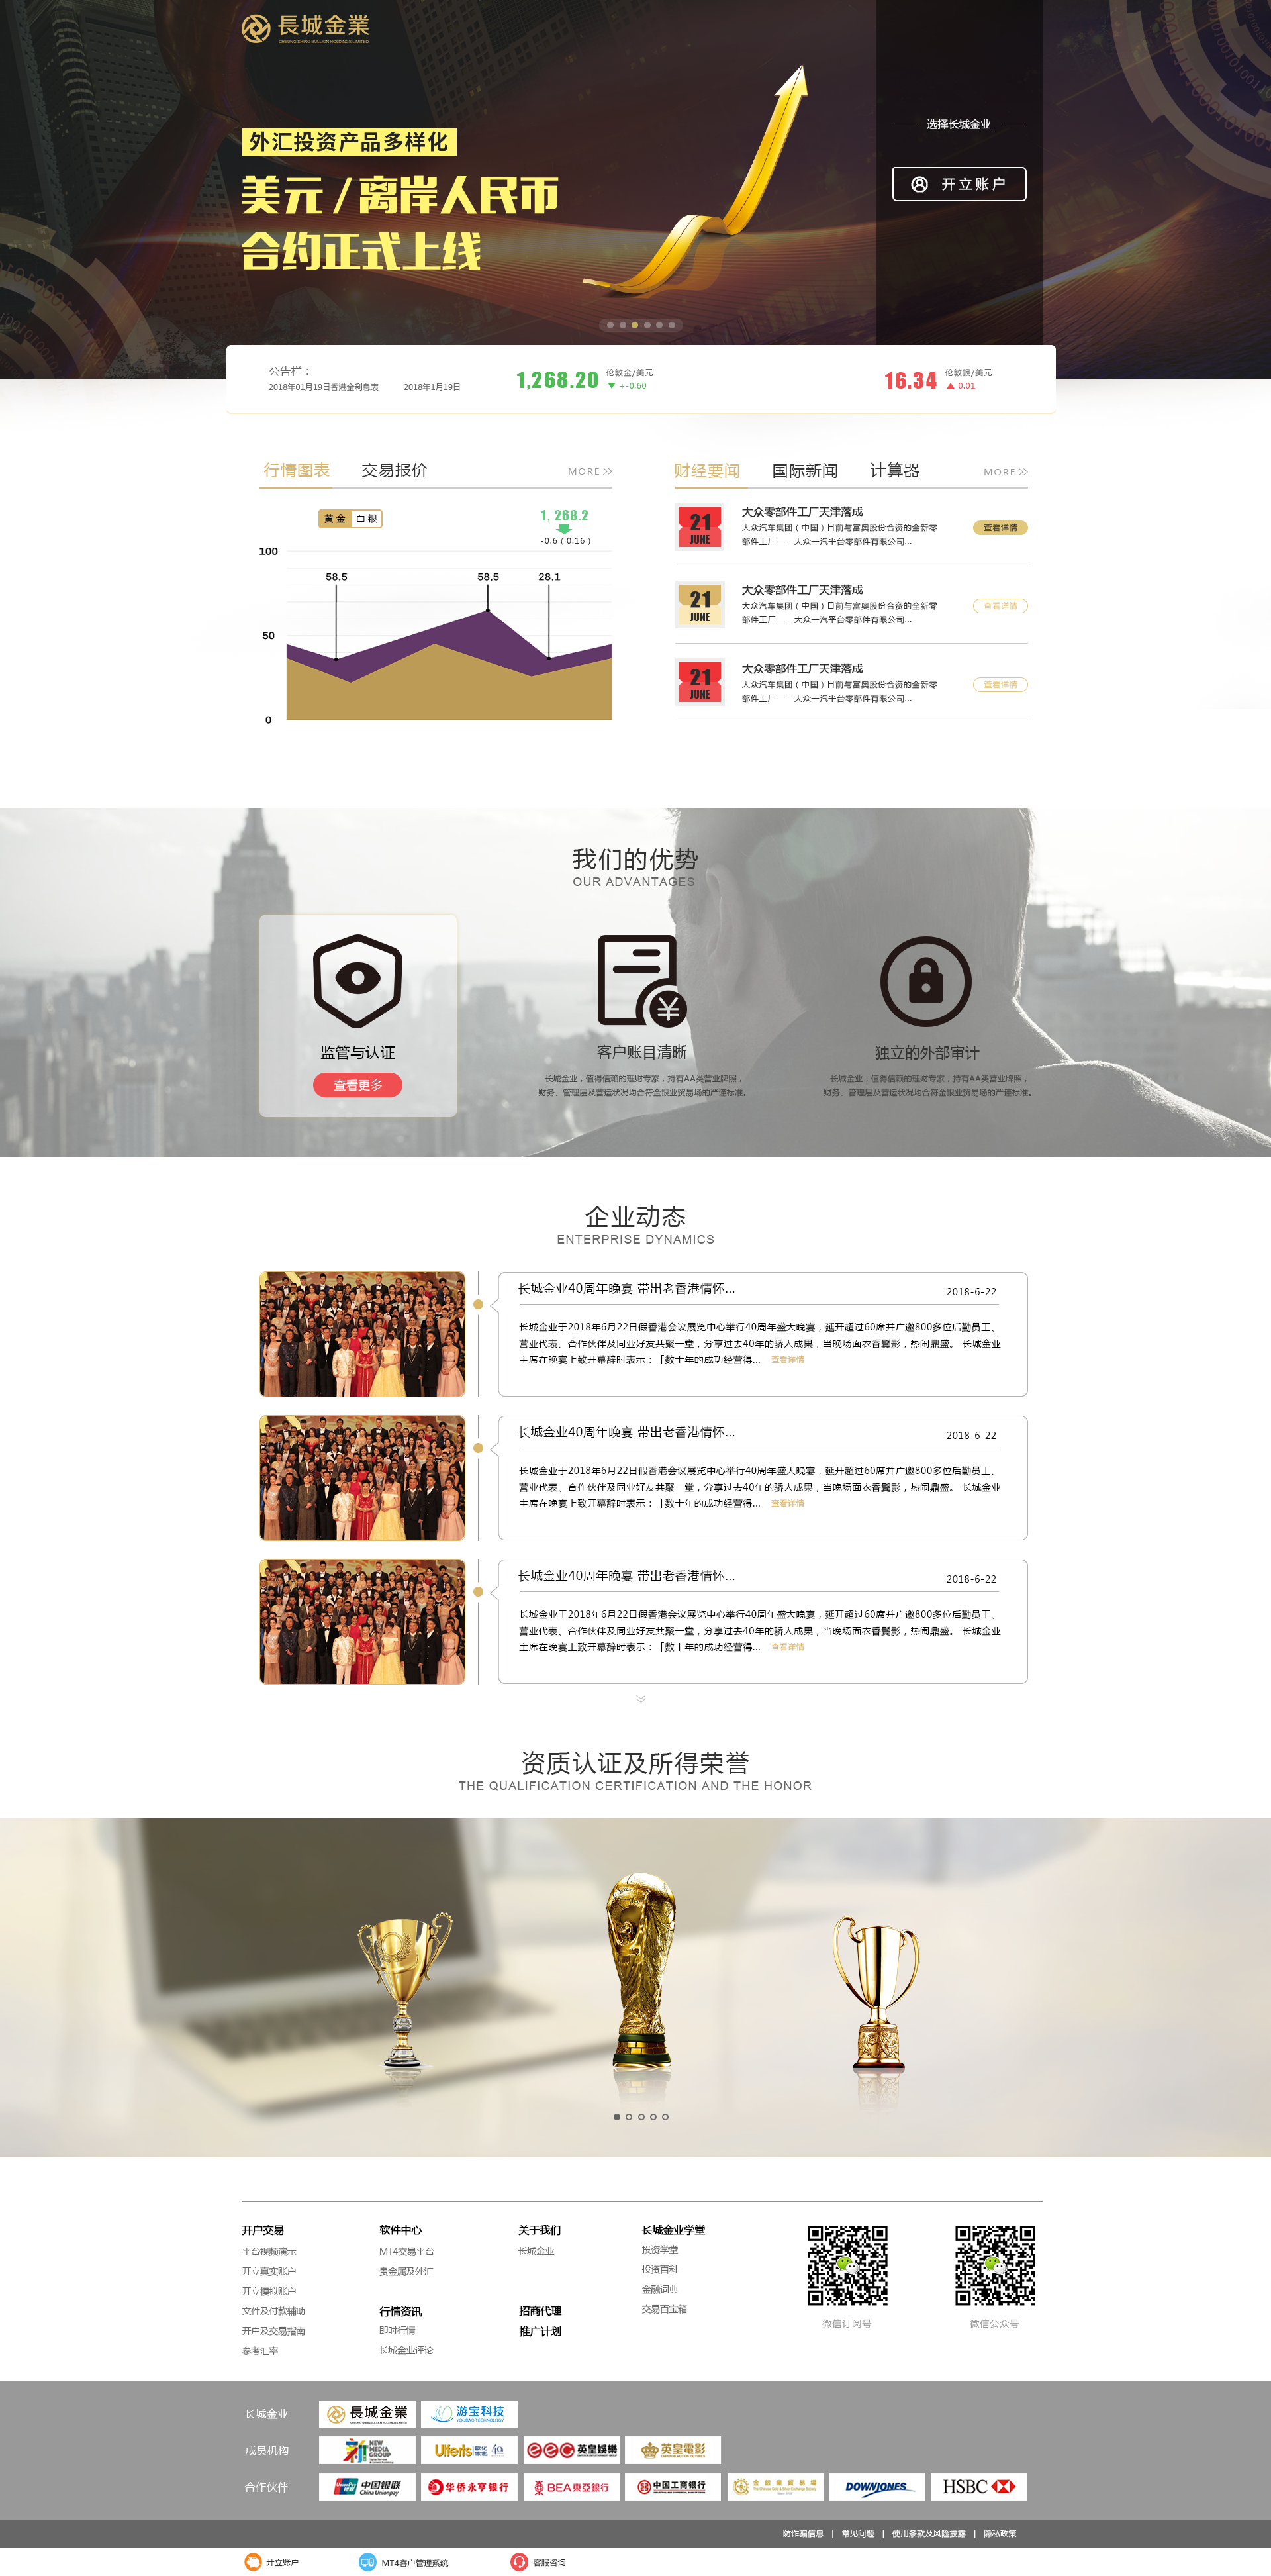 長城金業
CHEUNG SHING BULLION HOLDINGS LIMITED
外汇投资产品多样化
美元/离岸人民币
合约正式上线
选择长城金业
开立账户
公告栏：
2018年01月19日香港金利息表 2018年1月19日
1,268.20 伦敦金/美元
+-0.60
16.34 伦敦银/美元
0.01
行情图表 交易报价 MORE
黄金 白银
1, 268.2
-0.6 ( 0.16 )
100
58,5 58,5 28,1
50
0
财经要闻 国际新闻 计算器 MORE
21
JUNE
大众零部件工厂天津落成
大众汽车集团（中国）日前与富奥股份合资的全新零
部件工厂——大众一汽平台零部件有限公司...
查看详情
21
JUNE
大众零部件工厂天津落成
大众汽车集团（中国）日前与富奥股份合资的全新零
部件工厂——大众一汽平台零部件有限公司...
查看详情
21
JUNE
大众零部件工厂天津落成
大众汽车集团（中国）日前与富奥股份合资的全新零
部件工厂——大众一汽平台零部件有限公司...
查看详情
我们的优势
OUR ADVANTAGES
监管与认证
查看更多
客户账目清晰
长城金业，值得信赖的理财专家，持有AA类营业牌照，
财务、管理层及营运状况均符合金银业贸易场的严谨标准。
独立的外部审计
长城金业，值得信赖的理财专家，持有AA类营业牌照，
财务、管理层及营运状况均符合金银业贸易场的严谨标准。
企业动态
ENTERPRISE DYNAMICS
长城金业40周年晚宴 带出老香港情怀... 2018-6-22
长城金业于2018年6月22日假香港会议展览中心举行40周年盛大晚宴，延开超过60席并广邀800多位后勤员工、
营业代表、合作伙伴及同业好友共聚一堂，分享过去40年的骄人成果，当晚场面衣香鬓影，热闹鼎盛。 长城金业
主席在晚宴上致开幕辞时表示：「数十年的成功经营得... 查看详情
长城金业40周年晚宴 带出老香港情怀... 2018-6-22
长城金业于2018年6月22日假香港会议展览中心举行40周年盛大晚宴，延开超过60席并广邀800多位后勤员工、
营业代表、合作伙伴及同业好友共聚一堂，分享过去40年的骄人成果，当晚场面衣香鬓影，热闹鼎盛。 长城金业
主席在晚宴上致开幕辞时表示：「数十年的成功经营得... 查看详情
长城金业40周年晚宴 带出老香港情怀... 2018-6-22
长城金业于2018年6月22日假香港会议展览中心举行40周年盛大晚宴，延开超过60席并广邀800多位后勤员工、
营业代表、合作伙伴及同业好友共聚一堂，分享过去40年的骄人成果，当晚场面衣香鬓影，热闹鼎盛。 长城金业
主席在晚宴上致开幕辞时表示：「数十年的成功经营得... 查看详情
资质认证及所得荣誉
THE QUALIFICATION CERTIFICATION AND THE HONOR
开户交易
平台视频演示
开立真实账户
开立模拟账户
文件及付款辅助
开户及交易指南
参考汇率
软件中心
MT4交易平台
贵金属及外汇
行情资讯
即时行情
长城金业评论
关于我们
长城金业
招商代理
推广计划
长城金业学堂
投资学堂
投资百科
金融词典
交易百宝箱
微信订阅号
微信公众号
长城金业 長城金業 游宝科技
YOUBAO TECHNOLOGY
成员机构 NEW MEDIA GROUP Ulferts 歐化傢俬 40 eeg 英皇娛樂 英皇電影
合作伙伴 UnionPay 银联 中国银联 China Unionpay 华侨永亨銀行 BEA東亞銀行 中国工商银行 金銀業貿易場 DOWJONES HSBC
防诈骗信息 | 常见问题 | 使用条款及风险披露 | 隐私政策
开立账户 MT4客户管理系统 客服咨询